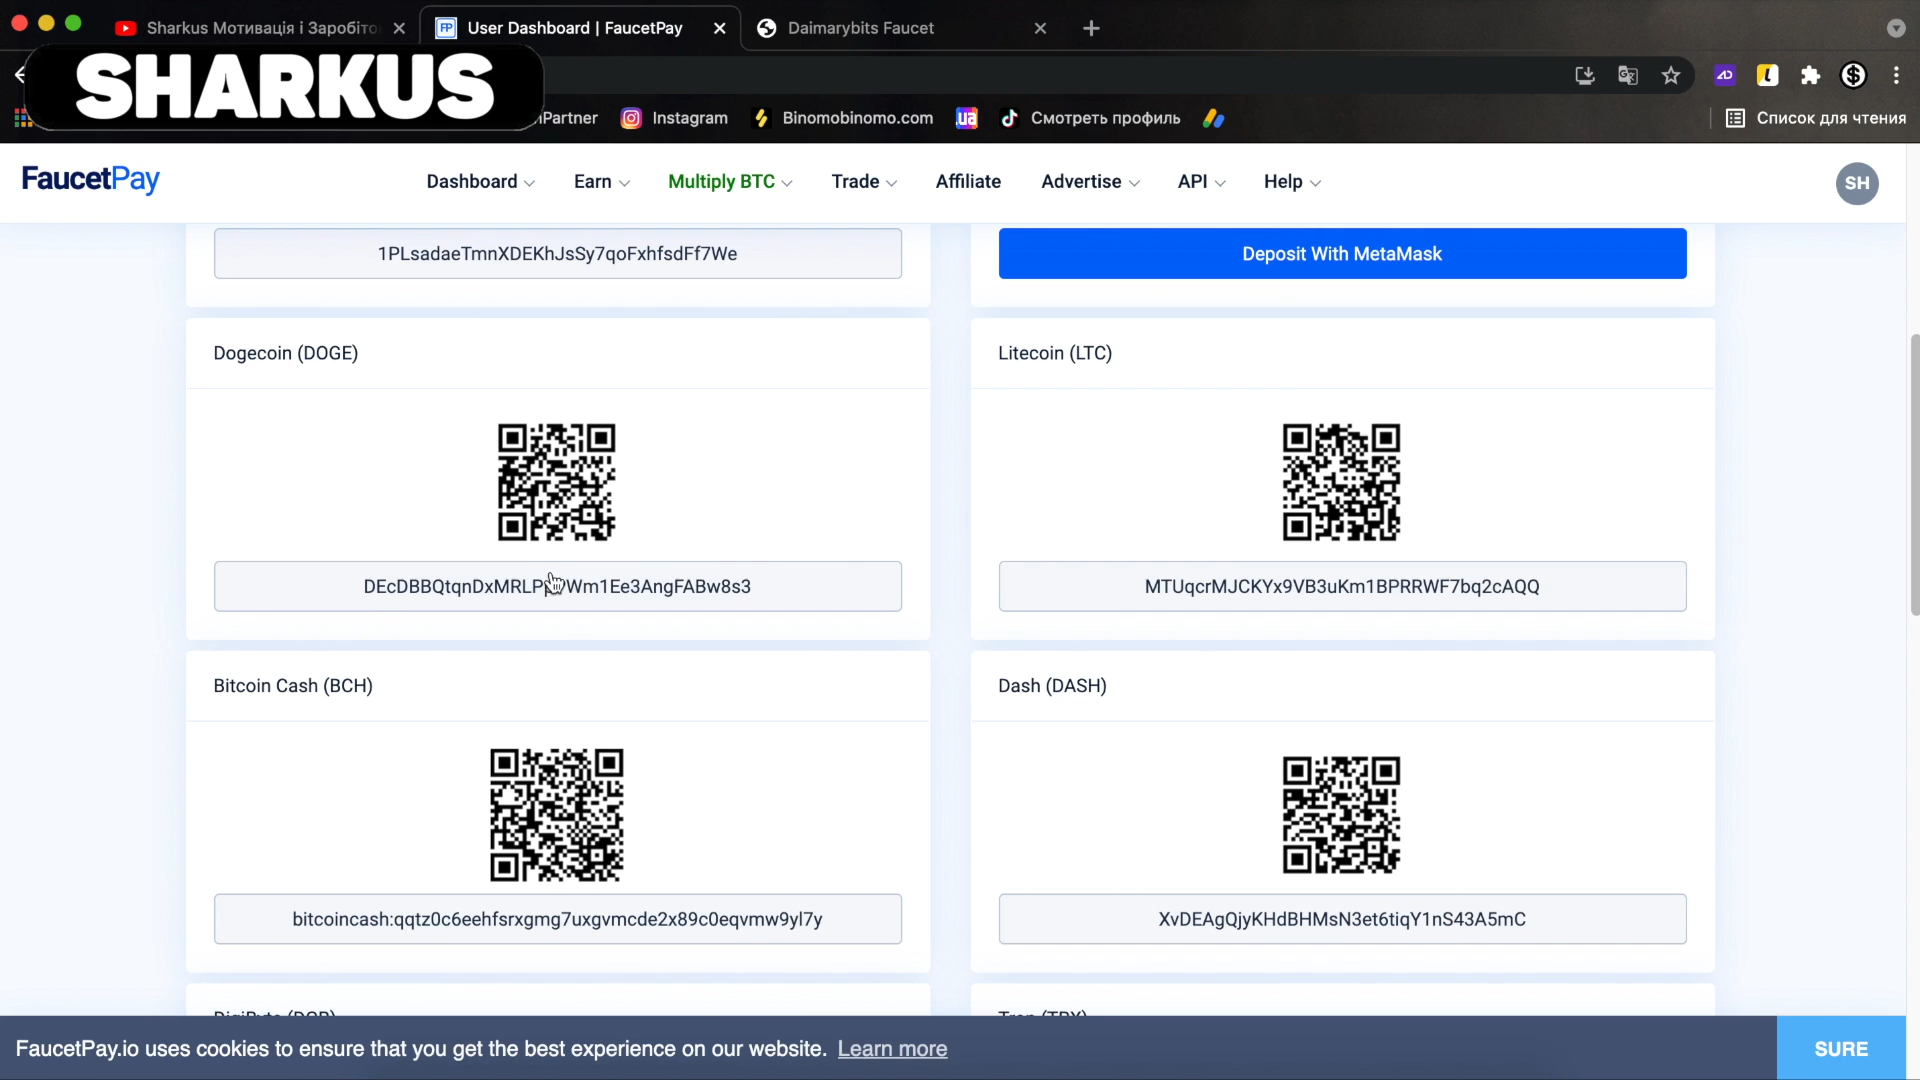 Sharkus Мотивація і Заробіто
User Dashboard | FaucetPay
Daimarybits Faucet
SHARKUS
Partner
Instagram
Binomobinomo.com
Смотреть профиль
Список для чтения
FaucetPay
Dashboard
Earn
Multiply BTC
Trade
Affiliate
Advertise
API
Help
SH
1PLsadaeTmnXDEKhJsSy7qoFxhfsdFf7We
Deposit With MetaMask
Dogecoin (DOGE)
Litecoin (LTC)
MTUqcrMJCKYx9VB3uKm1BPRRWF7bq2cAQQ
Bitcoin Cash (BCH)
Dash (DASH)
bitcoincash:qqtz0c6eehfsrxgmg7uxgvmcde2x89c0eqvmw9yl7y
XvDEAgQjyKHdBHMsN3et6tiqY1nS43A5mC
FaucetPay.io uses cookies to ensure that you get the best experience on our website. Learn more
SURE